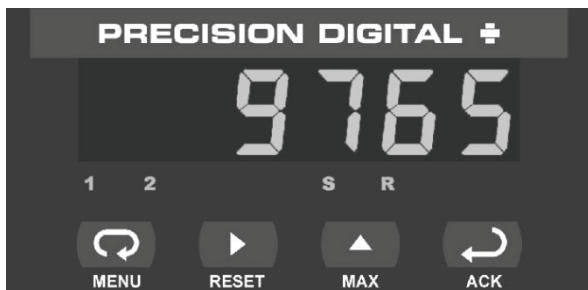 PRECISION DIGITAL
9765
1 2 S R
MENU RESET MAX ACK